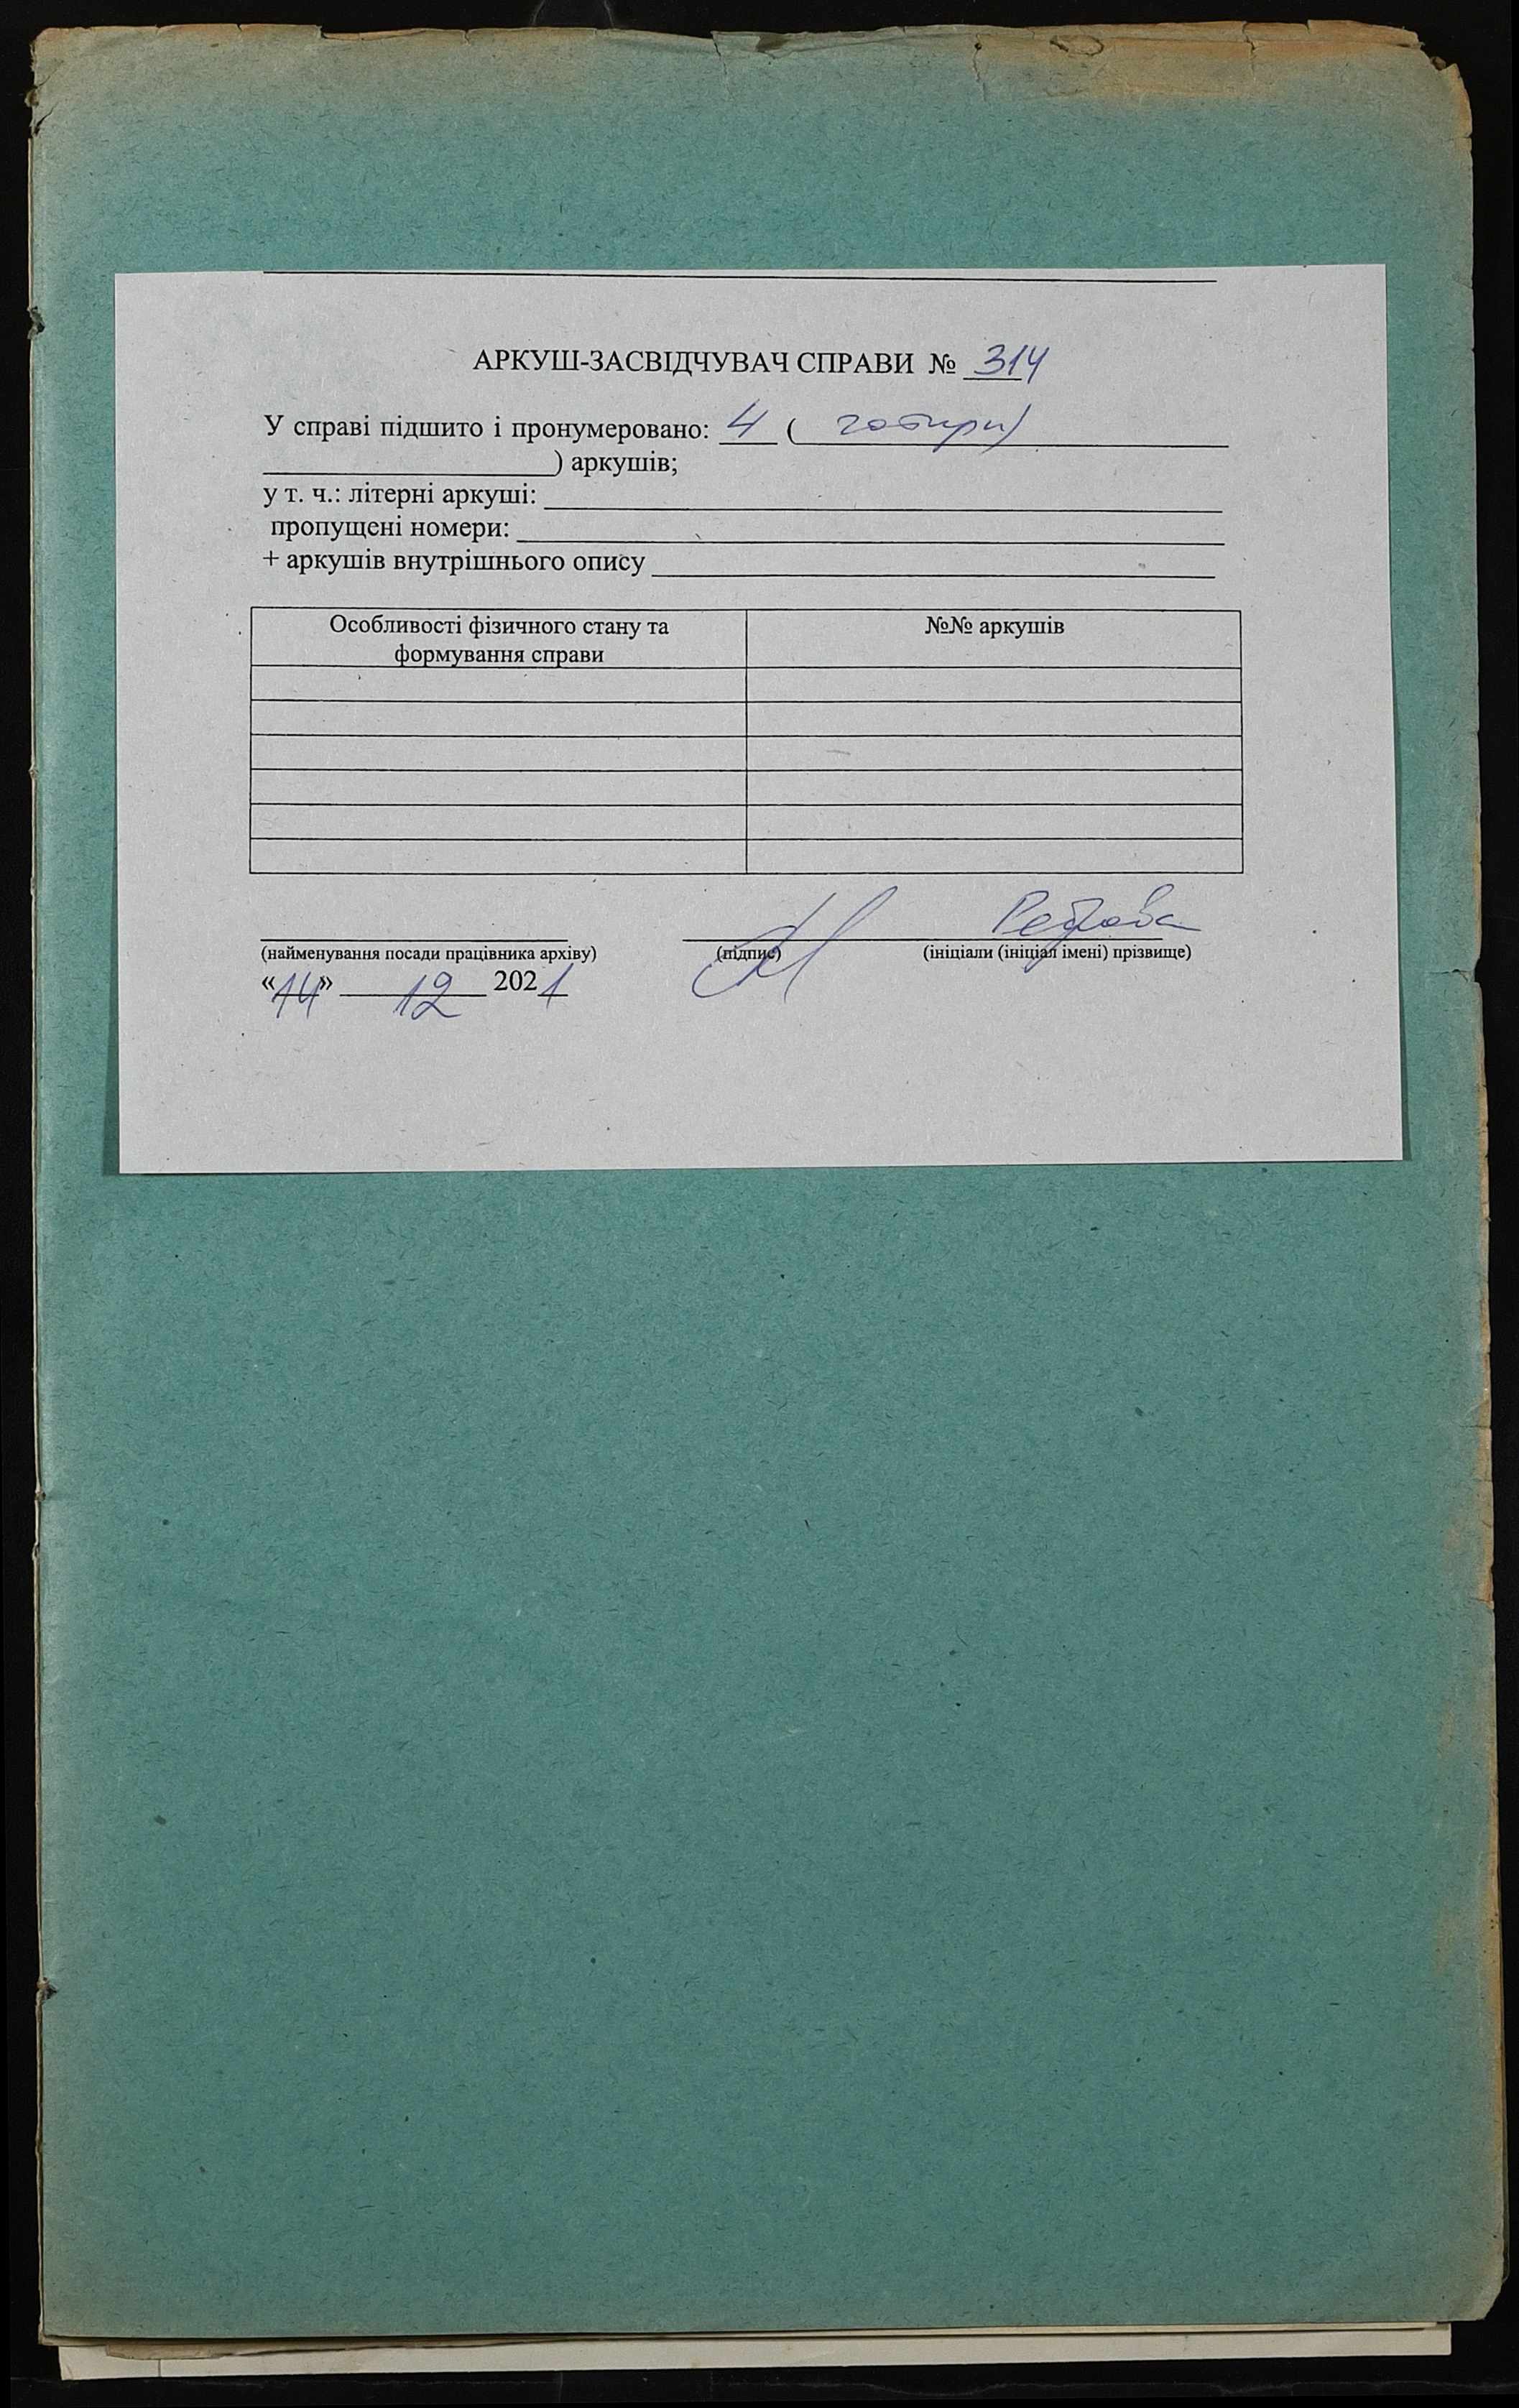 АРКУШ-ЗАСВІДЧУВАЧ СПРАВИ № 314
У справі підшито і пронумеровано: 4 ( чотири)
) аркушів;
у т. ч.: літерні аркуші:
пропущені номери:
+ аркушів внутрішнього опису
Особливості фізичного стану та формування справи №№ аркушів
(найменування посади працівника архіву) (підпис) (ініціали (ініціал імені) прізвище)
«14» 12 2021